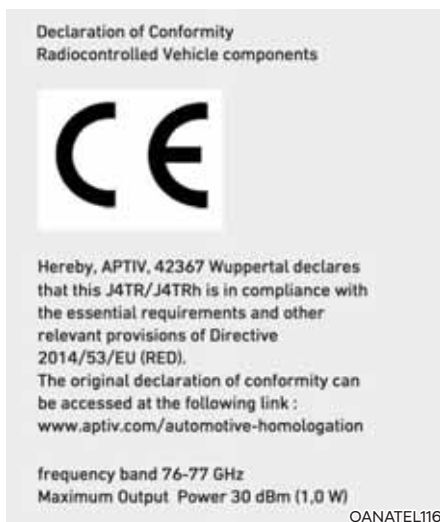 Declaration of Conformity
Radiocontrolled Vehicle components
CE
Hereby, APTIV, 42367 Wuppertal declares
that this J4TR/J4TRh is in compliance with
the essential requirements and other
relevant provisions of Directive
2014/53/EU (RED).
The original declaration of conformity can
be accessed at the following link :
www.aptiv.com/automotive-homologation
frequency band 76-77 GHz
Maximum Output Power 30 dBm (1,0 W)
OANATEL116